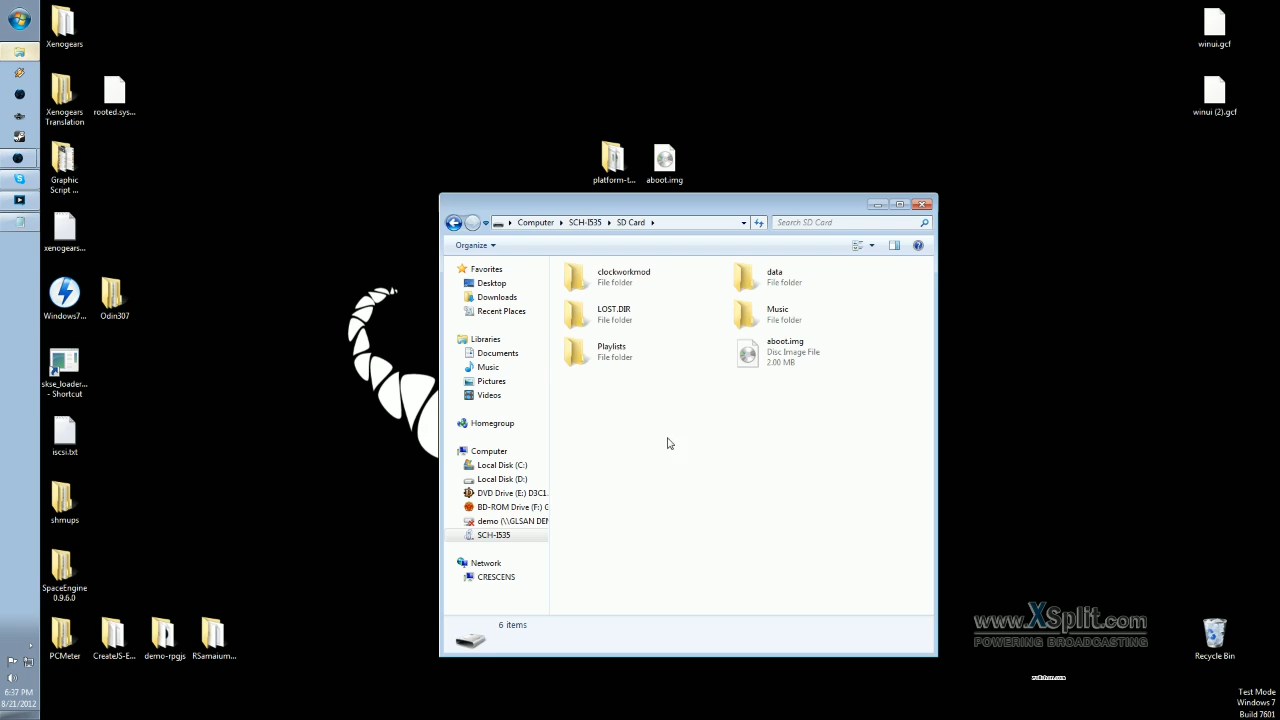 Xenogears
winui.gcf
Xenogears
Translation
rooted.sys...
winui (2).gcf
Graphic
Script ...
platform-t...
aboot.img
xenogears...
Computer
SCH-I535
SD Card
Search SD Card
Organize
Favorites
Desktop
Downloads
Recent Places
Libraries
Documents
Music
Pictures
Videos
Homegroup
Computer
Local Disk (C:)
Local Disk (D:)
DVD Drive (E:) D3C1
BD-ROM Drive (F:)
demo (\\GLSAN DEM
SCH-I535
Network
CRESCENS
clockworkmod
File folder
data
File folder
LOST.DIR
File folder
Music
File folder
Playlists
File folder
aboot.img
Disc Image File
2.00 MB
6 items
Windows7...
Odin307
skse_loader...
- Shortcut
iscsi.txt
shmups
SpaceEngine
0.9.6.0
PCMeter
CreateJS-E...
demo-rpgjs
RSamaium...
www.XSplit.com
POWERING BROADCASTING
Recycle Bin
6:37 PM
8/21/2012
Test Mode
Windows 7
Build 7601